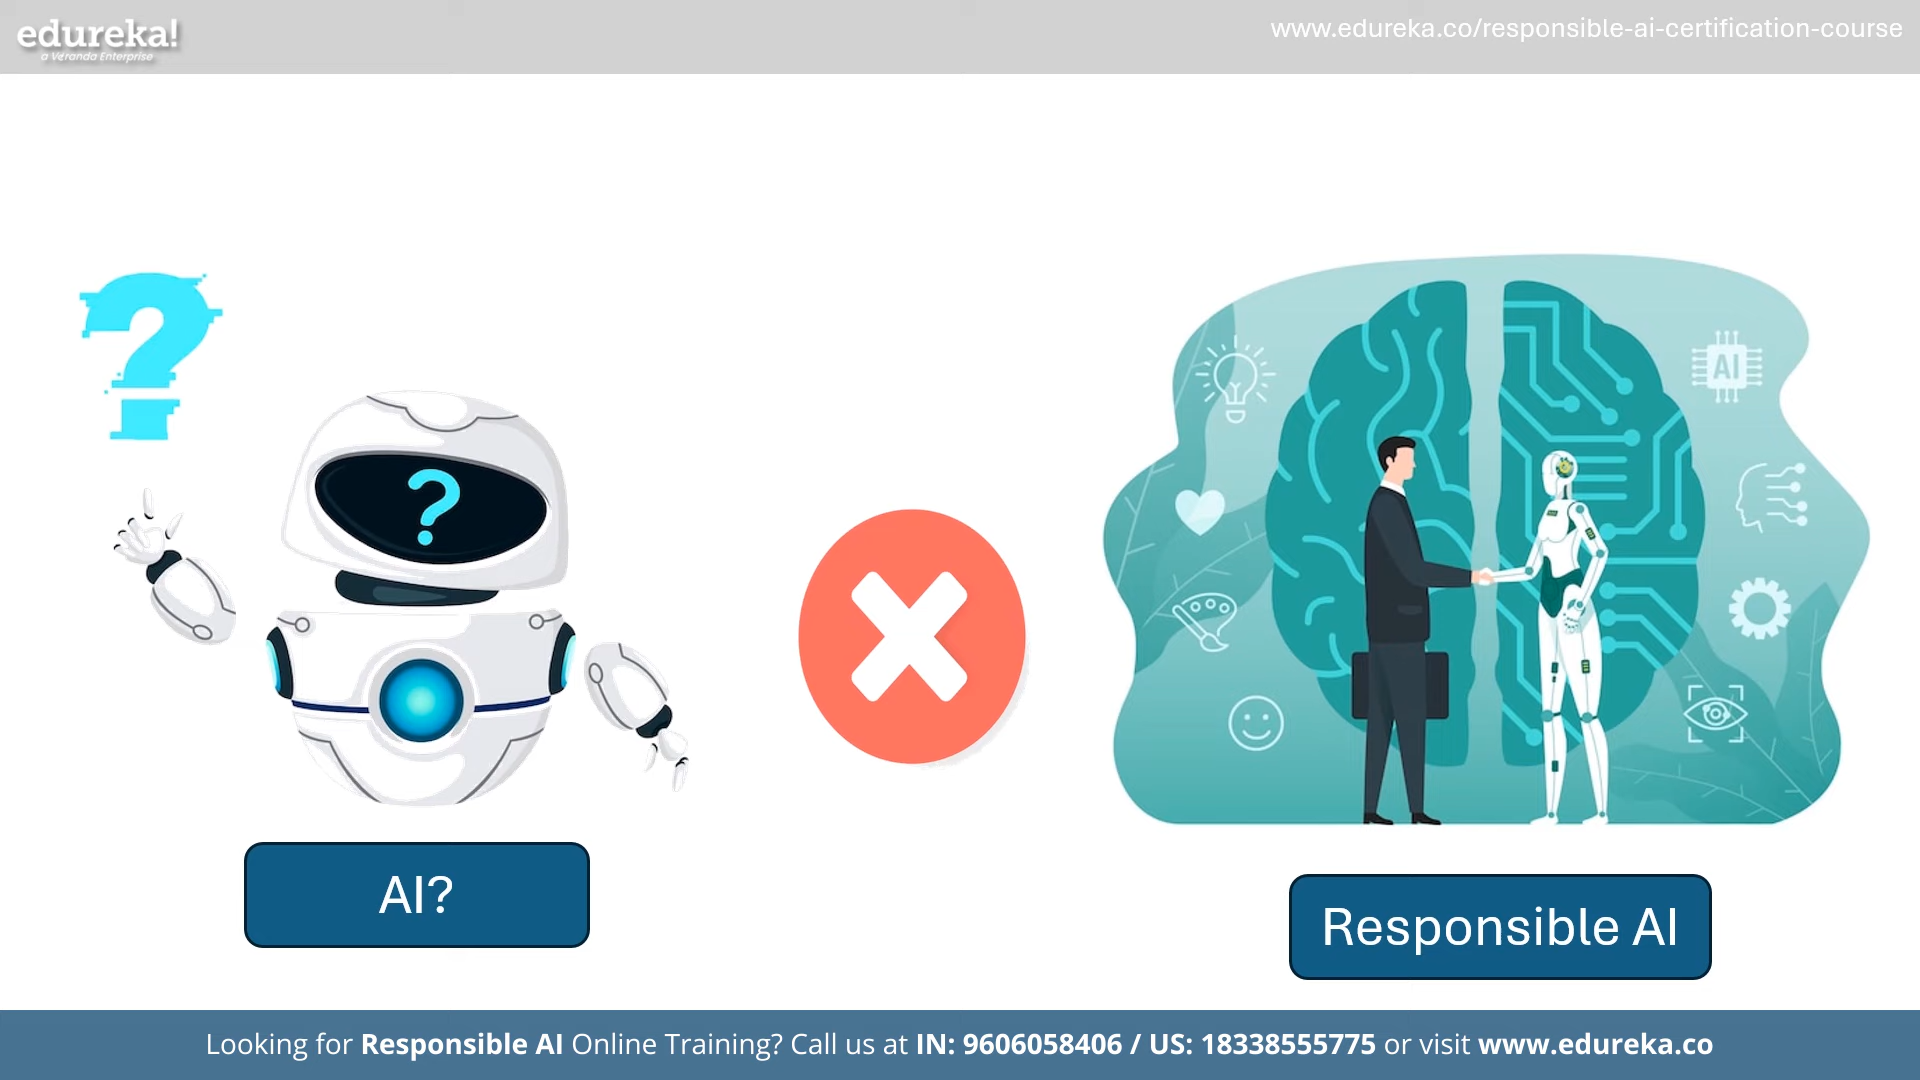 edureka!
a Veranda Enterprise
www.edureka.co/responsible-ai-certification-course
?
?
AI
AI?
Responsible AI
Looking for Responsible AI Online Training? Call us at IN: 9606058406 / US: 18338555775 or visit www.edureka.co